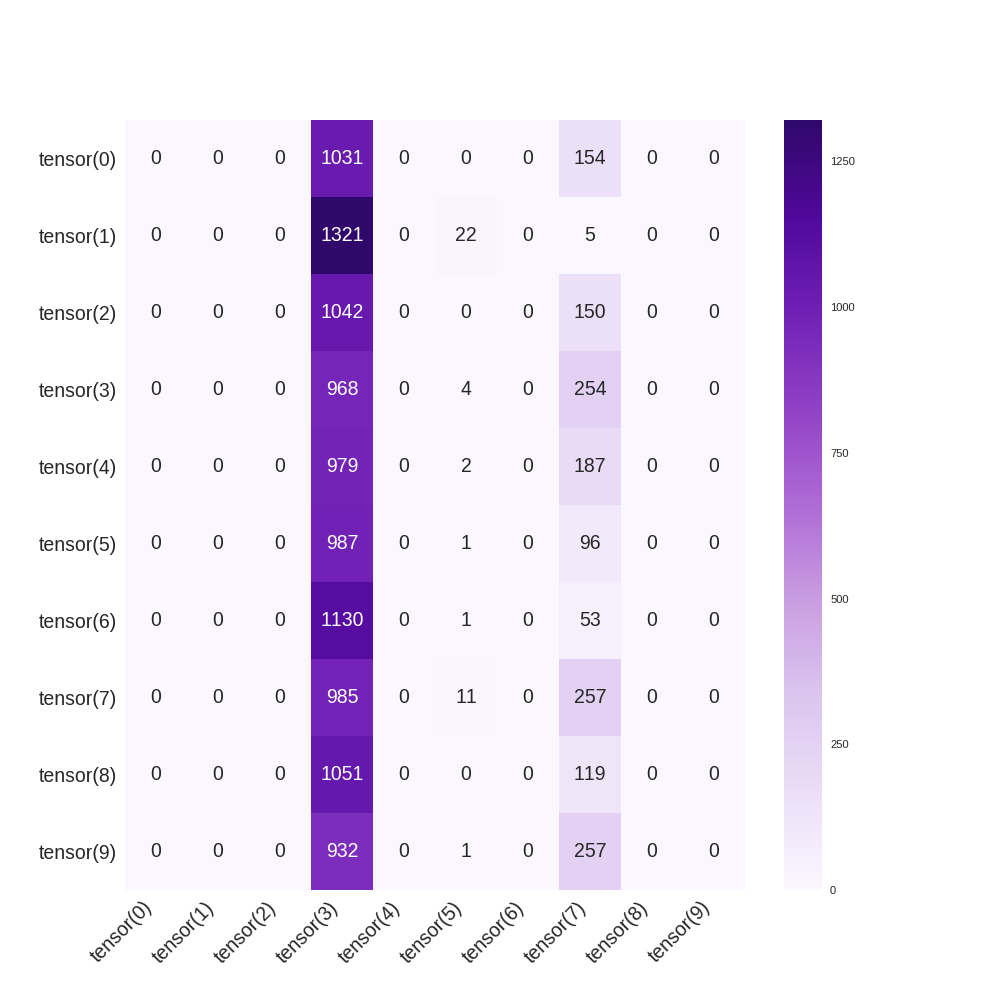 tensor(0) 0 0 0 1031 0 0 0 154 0 0
1250
tensor(1) 0 0 0 1321 0 22 0 5 0 0
tensor(2) 0 0 0 1042 0 0 0 150 0 0
1000
tensor(3) 0 0 0 968 0 4 0 254 0 0
750
tensor(4) 0 0 0 979 0 2 0 187 0 0
tensor(5) 0 0 0 987 0 1 0 96 0 0
500
tensor(6) 0 0 0 1130 0 1 0 53 0 0
tensor(7) 0 0 0 985 0 11 0 257 0 0
250
tensor(8) 0 0 0 1051 0 0 0 119 0 0
tensor(9) 0 0 0 932 0 1 0 257 0 0
0
tensor(0) tensor(1) tensor(2) tensor(3) tensor(4) tensor(5) tensor(6) tensor(7) tensor(8) tensor(9)